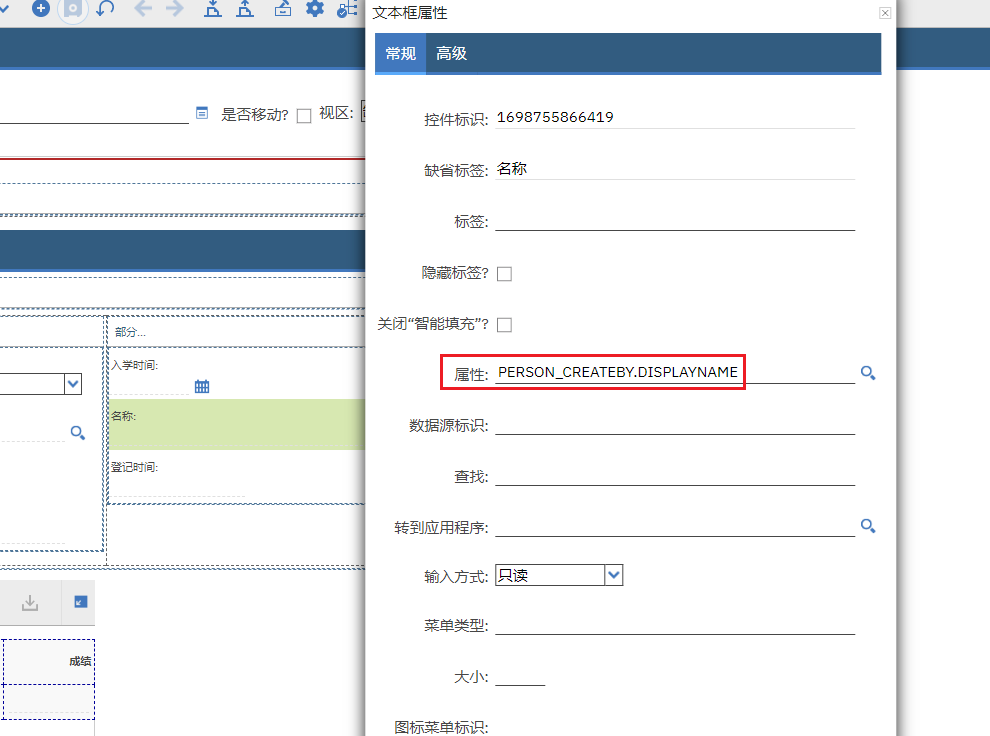 文本框属性
常规 高级
是否移动? 视区:
控件标识: 1698755866419
缺省标签: 名称
标签:
隐藏标签?
关闭“智能填充”?
部分...
入学时间:
属性: PERSON_CREATEBY.DISPLAYNAME
名称:
数据源标识:
登记时间:
查找:
转到应用程序:
输入方式: 只读
菜单类型:
成绩
大小:
图标菜单标识: